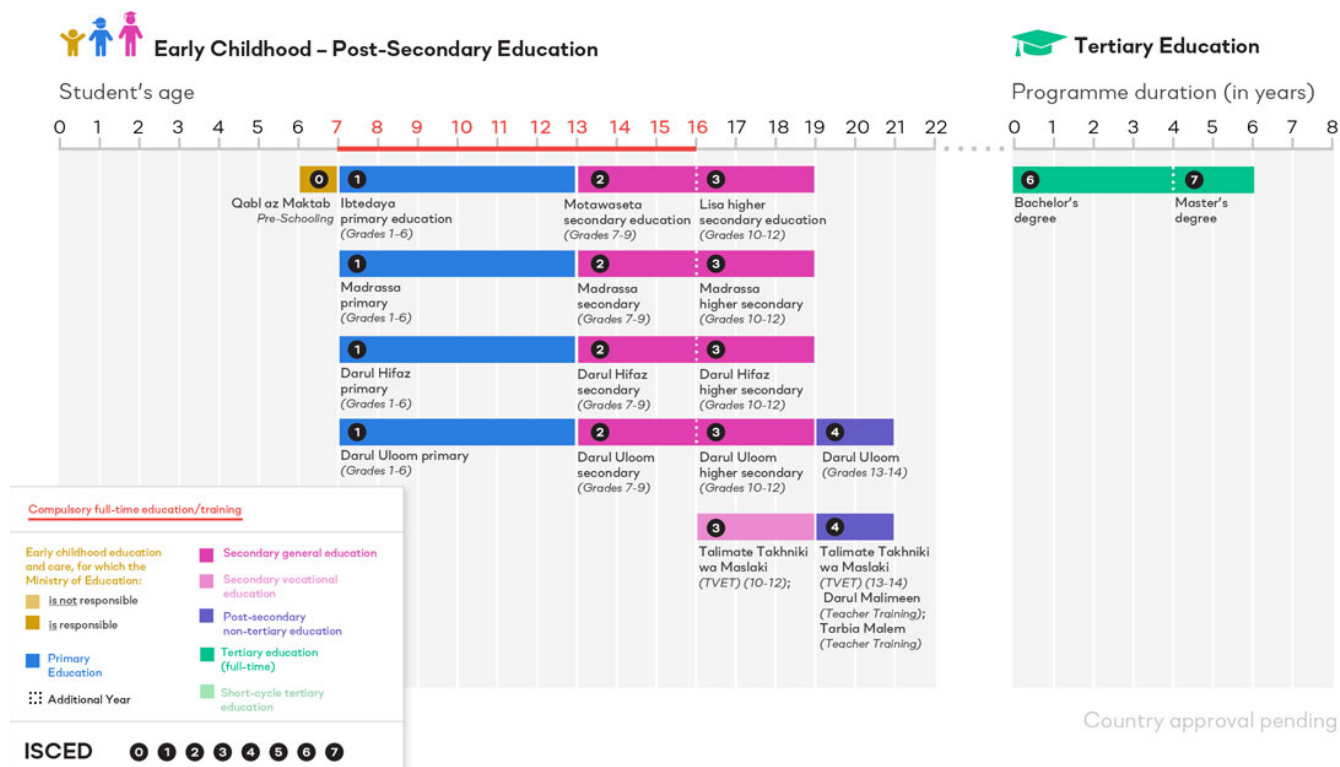 Early Childhood – Post-Secondary Education
Tertiary Education
Student's age
Programme duration (in years)
0 1 2 3 4 5 6 7 8 9 10 11 12 13 14 15 16 17 18 19 20 21 22
0 1 2 3 4 5 6 7 8
0 1 2 3
6 7
Qabl az Maktab
Pre-Schooling
Ibtedaya
primary education
(Grades 1-6)
Motawaseta
secondary education
(Grades 7-9)
Lisa higher
secondary education
(Grades 10-12)
Bachelor's
degree
Master's
degree
1 2 3
Madrassa
primary
(Grades 1-6)
Madrassa
secondary
(Grades 7-9)
Madrassa
higher secondary
(Grades 10-12)
1 2 3
Darul Hifaz
primary
(Grades 1-6)
Darul Hifaz
secondary
(Grades 7-9)
Darul Hifaz
higher secondary
(Grades 10-12)
1 2 3 4
Darul Uloom primary
(Grades 1-6)
Darul Uloom
secondary
(Grades 7-9)
Darul Uloom
higher secondary
(Grades 10-12)
Darul Uloom
(Grades 13-14)
3 4
Talimate Takhniki
wa Maslaki
(TVET) (10-12);
Talimate Takhniki
wa Maslaki
(TVET) (13-14)
Darul Malimeen
(Teacher Training);
Tarbia Malem
(Teacher Training)
Compulsory full-time education/training
Early childhood education
and care, for which the
Ministry of Education:
is not responsible
is responsible
Primary
Education
Additional Year
Secondary general education
Secondary vocational
education
Post-secondary
non-tertiary education
Tertiary education
(full-time)
Short-cycle tertiary
education
ISCED 0 1 2 3 4 5 6 7
Country approval pending